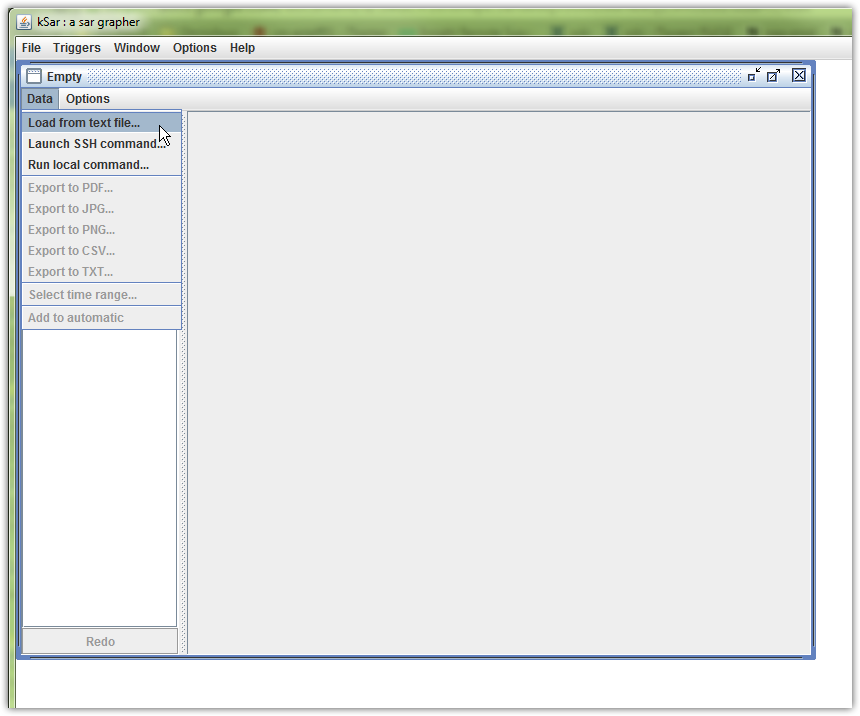 kSar : a sar grapher
File Triggers Window Options Help
Empty
Data Options
Load from text file...
Launch SSH command...
Run local command...
Export to PDF...
Export to JPG...
Export to PNG...
Export to CSV...
Export to TXT...
Select time range...
Add to automatic
Redo